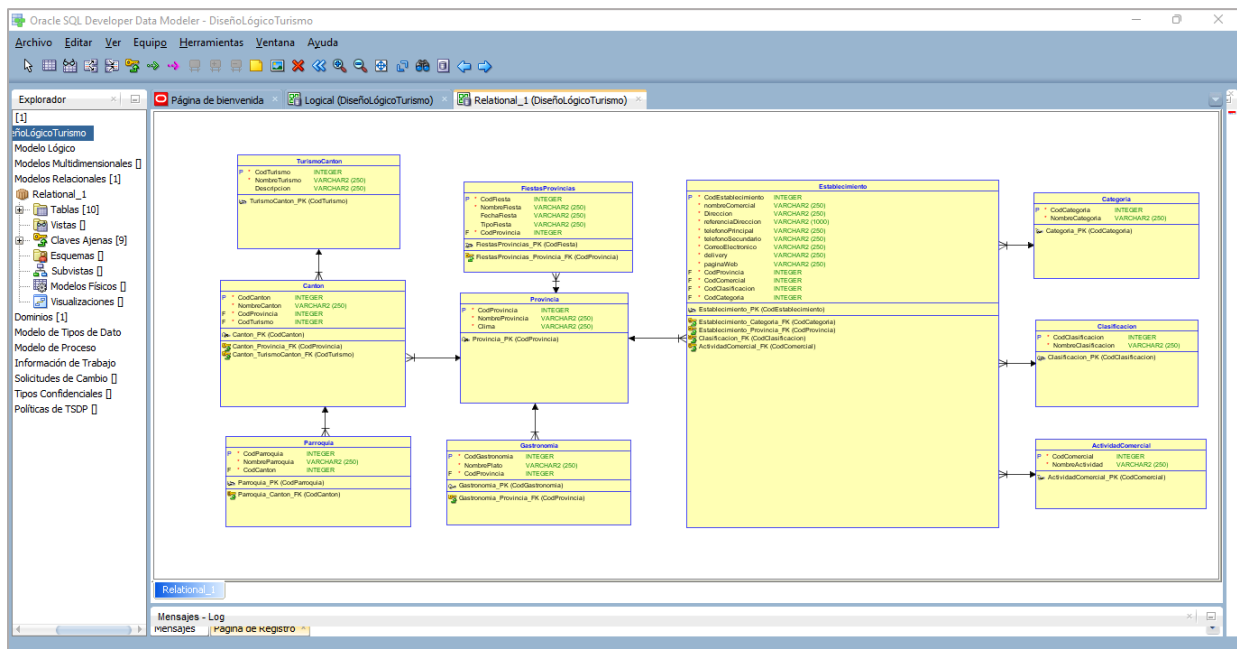 Oracle SQL Developer Data Modeler - DiseñoLógicoTurismo
Archivo Editar Ver Equipo Herramientas Ventana Ayuda
Explorador
Página de bienvenida
Logical (DiseñoLógicoTurismo)
Relational_1 (DiseñoLógicoTurismo)
[1]
eñoLógicoTurismo
Modelo Lógico
Modelos Multidimensionales []
Modelos Relacionales [1]
Relational_1
Tablas [10]
Vistas []
Claves Ajenas [9]
Esquemas []
Subvistas []
Modelos Físicos []
Visualizaciones []
Dominios [1]
Modelo de Tipos de Dato
Modelo de Proceso
Información de Trabajo
Solicitudes de Cambio []
Tipos Confidenciales []
Políticas de TSDP []
TurismoCanton
P * CodTurismo INTEGER
* NombreTurismo VARCHAR2 (250)
Descripcion VARCHAR2 (250)
TurismoCanton_PK (CodTurismo)
FiestasProvincias
P * CodFiesta INTEGER
* NombreFiesta VARCHAR2 (250)
FechaFiesta VARCHAR2 (250)
TipoFiesta VARCHAR2 (250)
F * CodProvincia INTEGER
FiestasProvincias_PK (CodFiesta)
FiestasProvincias_Provincia_FK (CodProvincia)
Establecimiento
P * CodEstablecimiento INTEGER
* nombreComercial VARCHAR2 (250)
* Direccion VARCHAR2 (250)
* referenciaDireccion VARCHAR2 (1000)
* telefonoPrincipal VARCHAR2 (250)
* telefonoSecundario VARCHAR2 (250)
* CorreoElectronico VARCHAR2 (250)
* delivery VARCHAR2 (250)
* paginaWeb VARCHAR2 (250)
F * CodProvincia INTEGER
F * CodComercial INTEGER
F * CodClasificacion INTEGER
F * CodCategoria INTEGER
Establecimiento_PK (CodEstablecimiento)
Establecimiento_Categoria_FK (CodCategoria)
Establecimiento_Provincia_FK (CodProvincia)
Clasificacion_FK (CodClasificacion)
ActividadComercial_FK (CodComercial)
Categoria
P * CodCategoria INTEGER
* NombreCategoria VARCHAR2 (250)
Categoria_PK (CodCategoria)
Canton
P * CodCanton INTEGER
* NombreCanton VARCHAR2 (250)
F * CodProvincia INTEGER
F * CodTurismo INTEGER
Canton_PK (CodCanton)
Canton_Provincia_FK (CodProvincia)
Canton_TurismoCanton_FK (CodTurismo)
Provincia
P * CodProvincia INTEGER
* NombreProvincia VARCHAR2 (250)
* Clima VARCHAR2 (250)
Provincia_PK (CodProvincia)
Clasificacion
P * CodClasificacion INTEGER
* NombreClasificacion VARCHAR2 (250)
Clasificacion_PK (CodClasificacion)
Parroquia
P * CodParroquia INTEGER
* NombreParroquia VARCHAR2 (250)
F * CodCanton INTEGER
Parroquia_PK (CodParroquia)
Parroquia_Canton_FK (CodCanton)
Gastronomia
P * CodGastronomia INTEGER
* NombrePlato VARCHAR2 (250)
F * CodProvincia INTEGER
Gastronomia_PK (CodGastronomia)
Gastronomia_Provincia_FK (CodProvincia)
ActividadComercial
P * CodComercial INTEGER
* NombreActividad VARCHAR2 (250)
ActividadComercial_PK (CodComercial)
Relational_1
Mensajes - Log
Mensajes Página de Registro